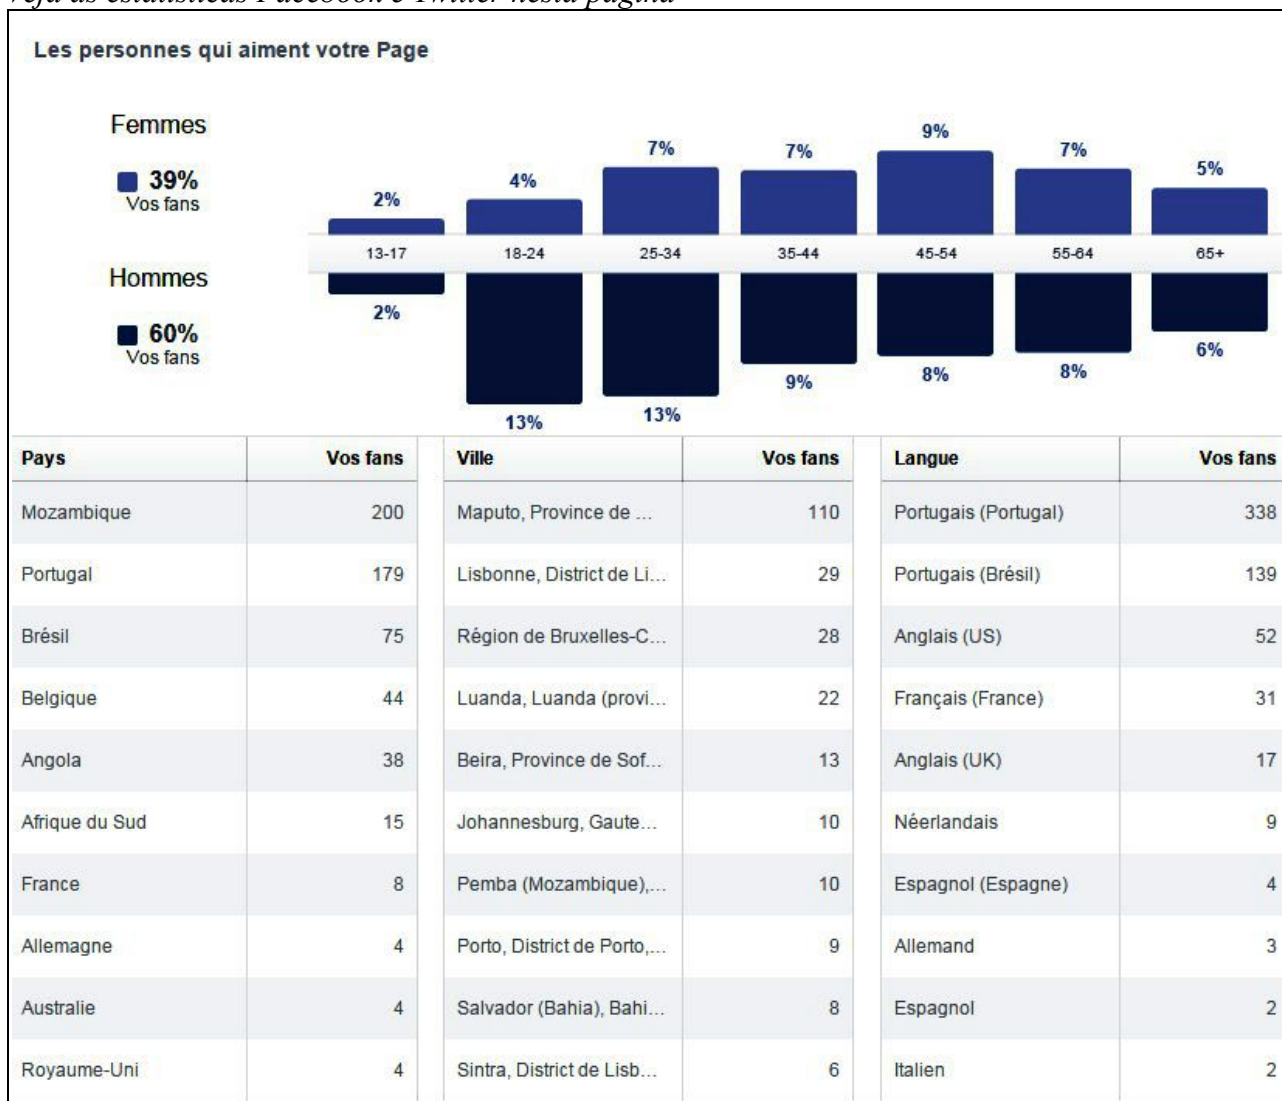 Veja as estatísticas Facebook e Twitter nesta página
Les personnes qui aiment votre Page
Femmes
39%
Vos fans
Hommes
60%
Vos fans
2% 4% 7% 7% 9% 7% 5%
13-17 18-24 25-34 35-44 45-54 55-64 65+
2% 13% 13% 9% 8% 8% 6%
Pays Vos fans Ville Vos fans Langue Vos fans
Mozambique 200 Maputo, Province de ... 110 Portugais (Portugal) 338
Portugal 179 Lisbonne, District de Li... 29 Portugais (Brésil) 139
Brésil 75 Région de Bruxelles-C... 28 Anglais (US) 52
Belgique 44 Luanda, Luanda (provi... 22 Français (France) 31
Angola 38 Beira, Province de Sof... 13 Anglais (UK) 17
Afrique du Sud 15 Johannesburg, Gaute... 10 Néerlandais 9
France 8 Pemba (Mozambique),... 10 Espagnol (Espagne) 4
Allemagne 4 Porto, District de Porto,... 9 Allemand 3
Australie 4 Salvador (Bahia), Bahi... 8 Espagnol 2
Royaume-Uni 4 Sintra, District de Lisb... 6 Italien 2